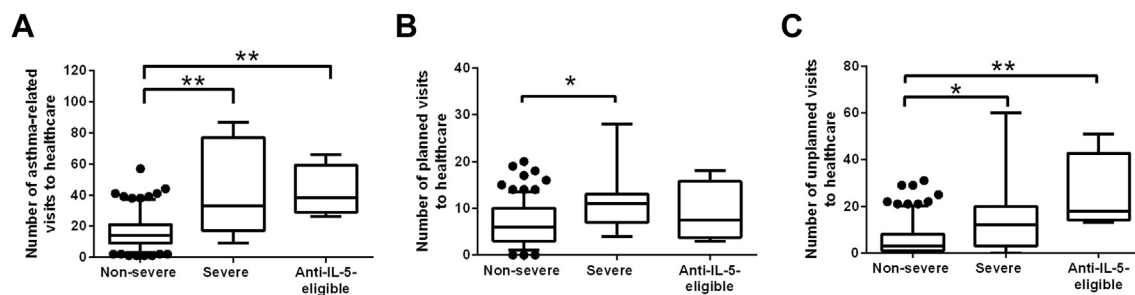 A
Number of asthma-related
visits to healthcare
120
100
80
60
40
20
0
**
**
Non-severe
Severe
Anti-IL-5-
eligible
B
Number of planned visits
to healthcare
40
30
20
10
0
*
Non-severe
Severe
Anti-IL-5-
eligible
C
Number of unplanned visits
to healthcare
80
60
40
20
0
**
*
Non-severe
Severe
Anti-IL-5-
eligible